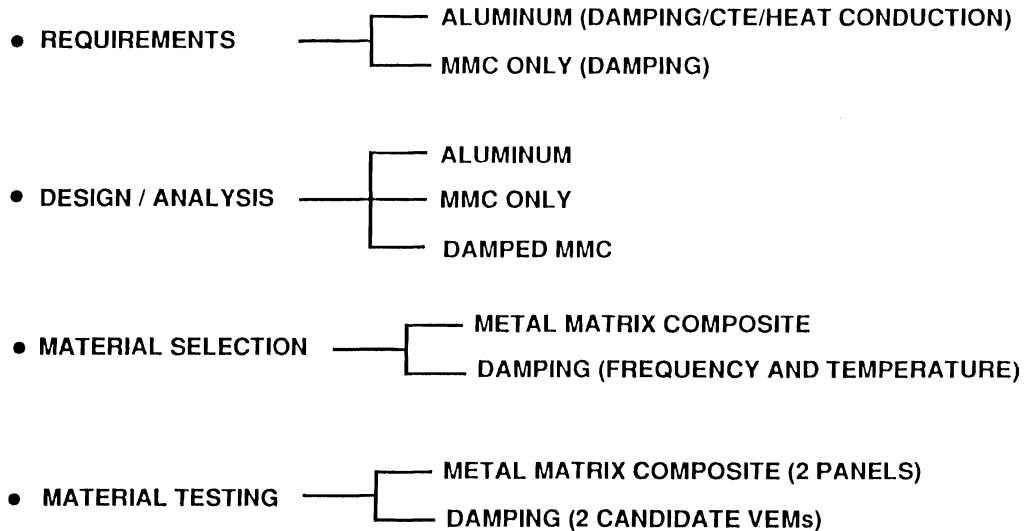 ALUMINUM (DAMPING/CTE/HEAT CONDUCTION)
• REQUIREMENTS
MMC ONLY (DAMPING)
ALUMINUM
• DESIGN / ANALYSIS
MMC ONLY
DAMPED MMC
METAL MATRIX COMPOSITE
• MATERIAL SELECTION
DAMPING (FREQUENCY AND TEMPERATURE)
METAL MATRIX COMPOSITE (2 PANELS)
• MATERIAL TESTING
DAMPING (2 CANDIDATE VEMs)